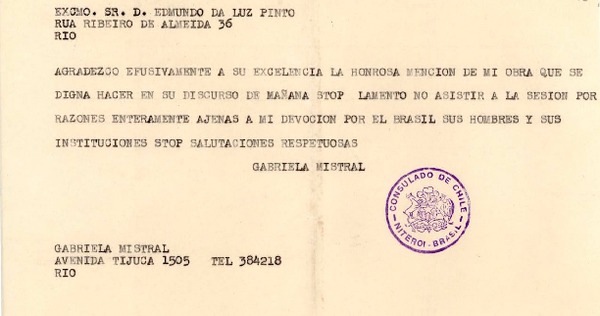 EXCMO. SR. D. EDMUNDO DA LUZ PINTO
RUA RIBEIRO DE ALMEIDA 36
RIO
AGRADEZCO EFUSIVAMENTE A SU EXCELENCIA LA HONROSA MENCION DE MI OBRA QUE SE
DIGNA HACER EN SU DISCURSO DE MAÑANA STOP LAMENTO NO ASISTIR A LA SESION POR
RAZONES ENTERAMENTE AJENAS A MI DEVOCION POR EL BRASIL SUS HOMBRES Y SUS
INSTITUCIONES STOP SALUTACIONES RESPETUOSAS
GABRIELA MISTRAL
CONSULADO DE CHILE
NITEROI-BRASIL
GABRIELA MISTRAL
AVENIDA TIJUCA 1505 TEL 384218
RIO